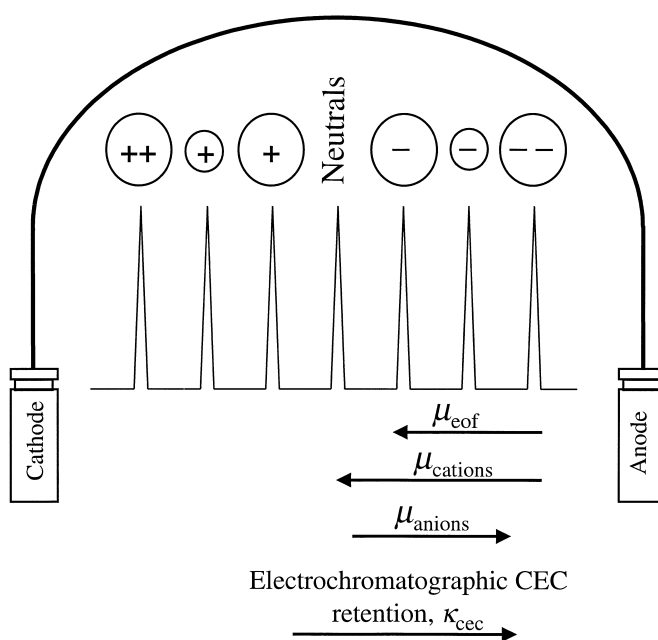 ++ + + Neutrals − − − −
Cathode
Anode
μeof
μcations
μanions
Electrochromatographic CEC
retention, κcec